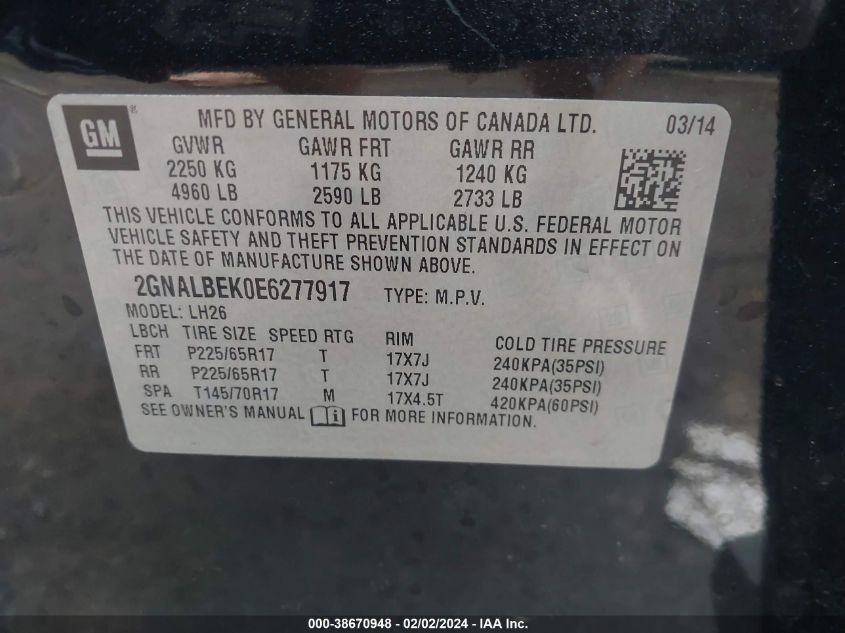 GM ® MFD BY GENERAL MOTORS OF CANADA LTD. 03/14
GVWR GAWR FRT GAWR RR
2250 KG 1175 KG 1240 KG
4960 LB 2590 LB 2733 LB
THIS VEHICLE CONFORMS TO ALL APPLICABLE U.S. FEDERAL MOTOR
VEHICLE SAFETY AND THEFT PREVENTION STANDARDS IN EFFECT ON
THE DATE OF MANUFACTURE SHOWN ABOVE.
2GNALBEK0E6277917 TYPE: M.P.V.
MODEL: LH26
LBCH TIRE SIZE SPEED RTG RIM COLD TIRE PRESSURE
FRT P225/65R17 T 17X7J 240KPA(35PSI)
RR P225/65R17 T 17X7J 240KPA(35PSI)
SPA T145/70R17 M 17X4.5T 420KPA(60PSI)
SEE OWNER'S MANUAL i FOR MORE INFORMATION.
000-38670948 - 02/02/2024 - IAAI.com/IAA Inc.